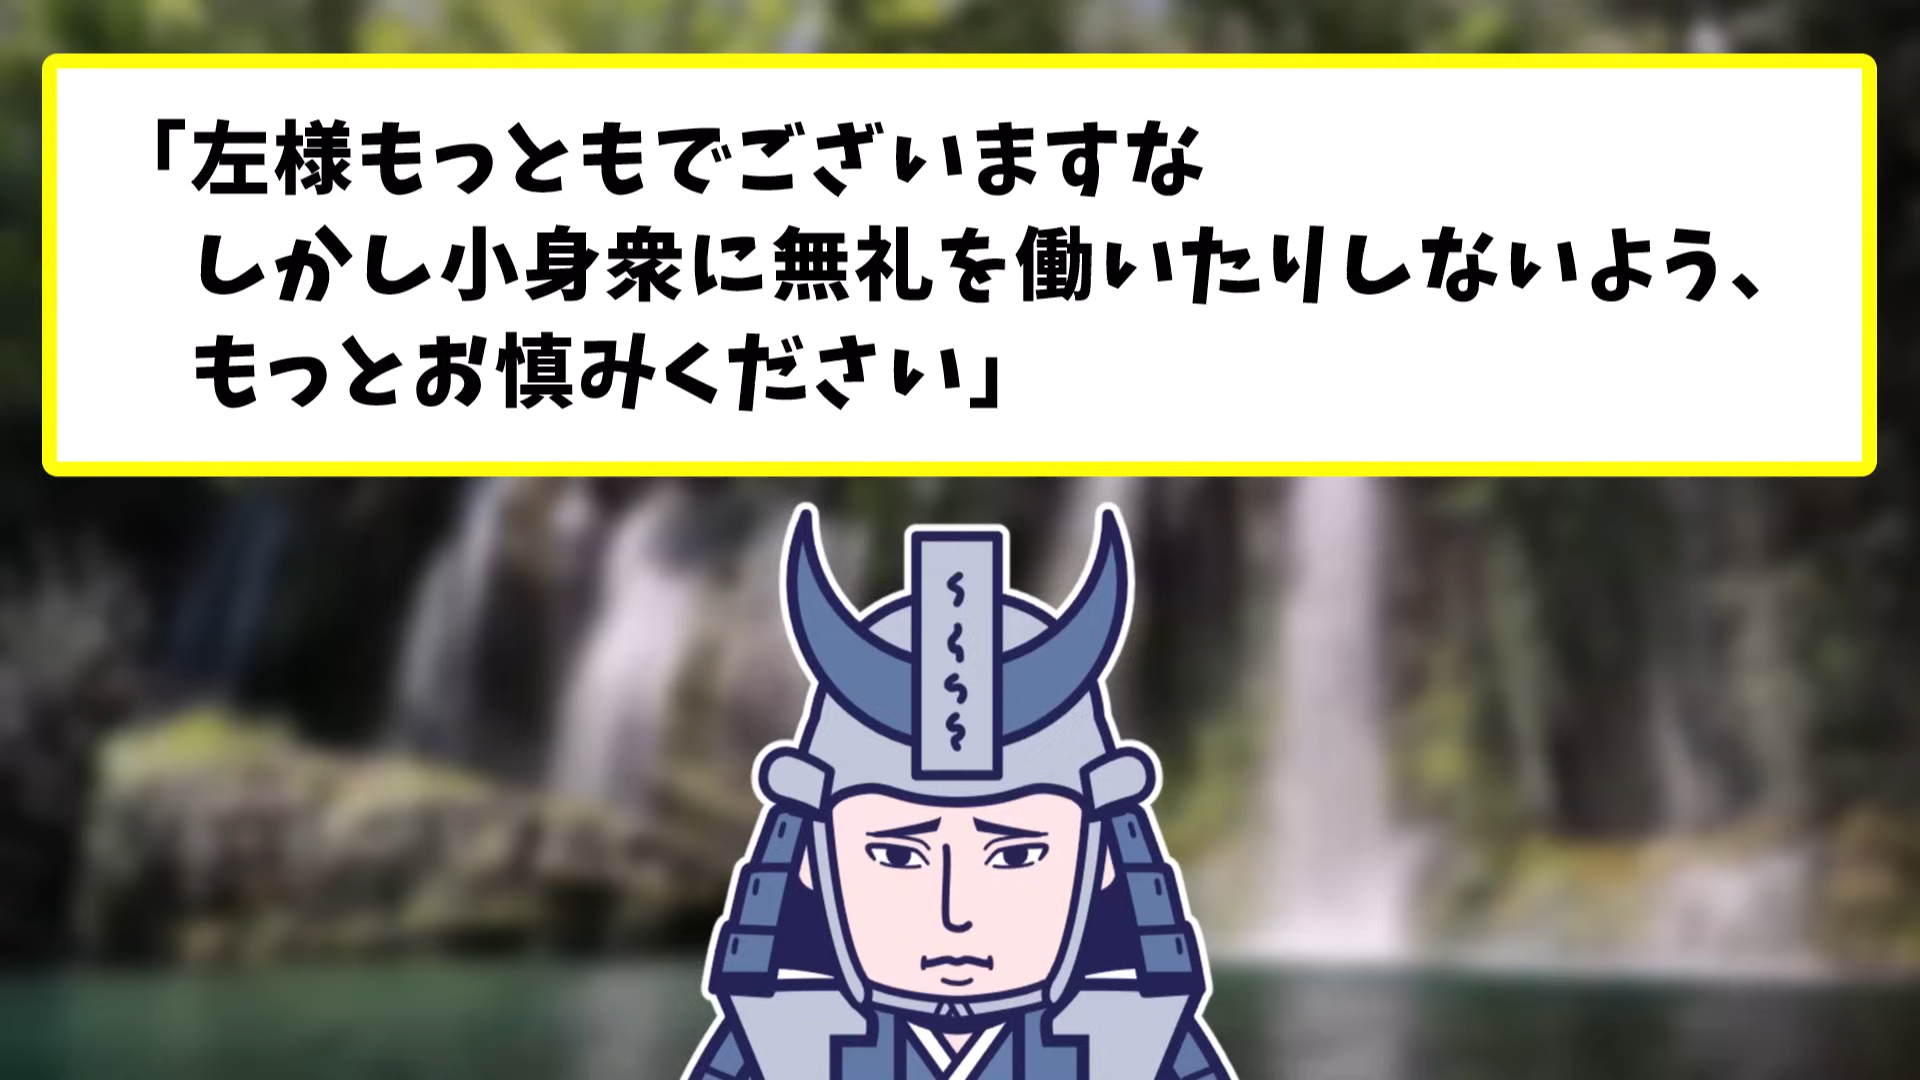 「左様もっともでございますな
しかし小身衆に無礼を働いたりしないよう、
もっとお慎みください」